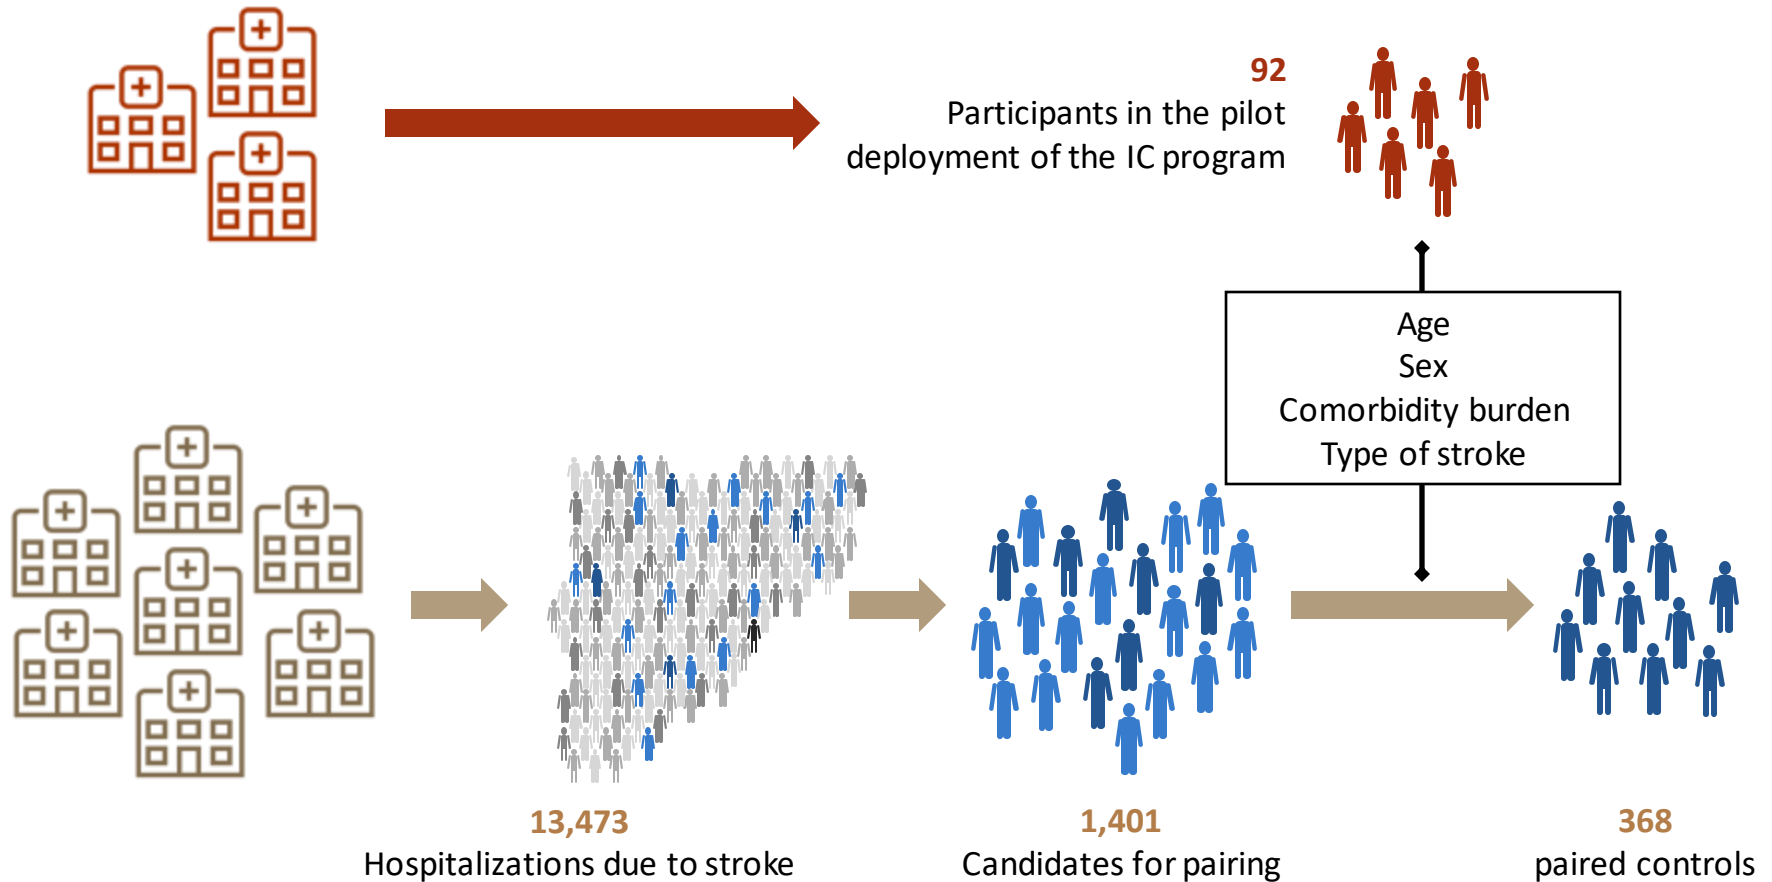 92
Participants in the pilot
deployment of the IC program
Age
Sex
Comorbidity burden
Type of stroke
13,473
Hospitalizations due to stroke
1,401
Candidates for pairing
368
paired controls